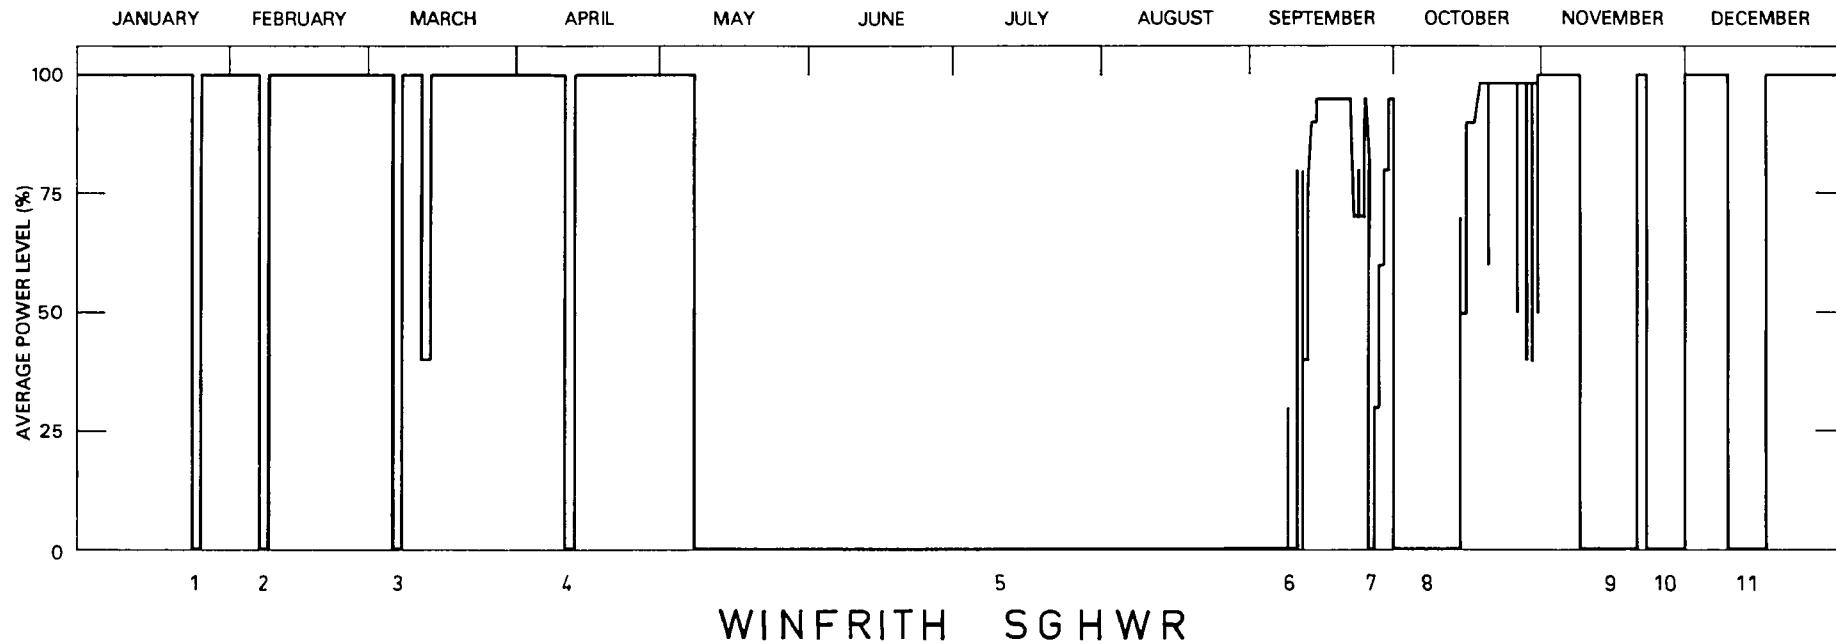 JANUARY FEBRUARY MARCH APRIL MAY JUNE JULY AUGUST SEPTEMBER OCTOBER NOVEMBER DECEMBER
AVERAGE POWER LEVEL (%)
100
75
50
25
0
1 2 3 4 5 6 7 8 9 10 11
WINFRITH SGHWR